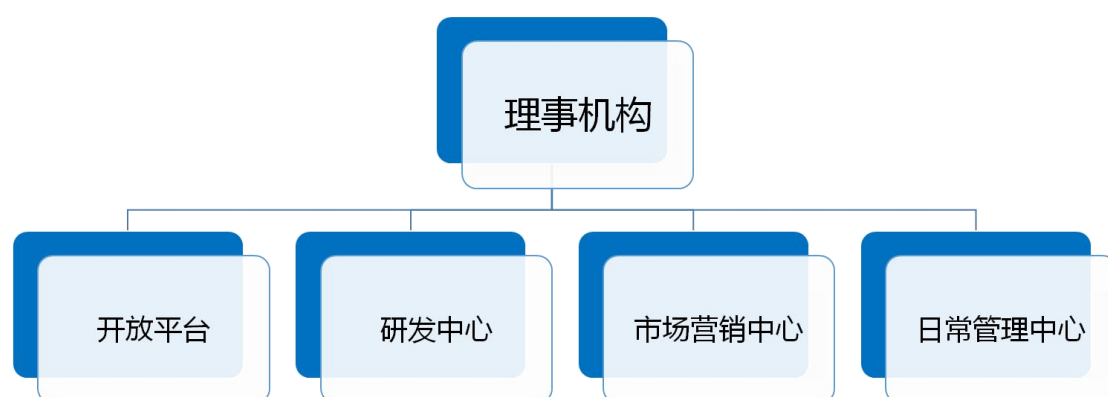 理事机构
开放平台
研发中心
市场营销中心
日常管理中心